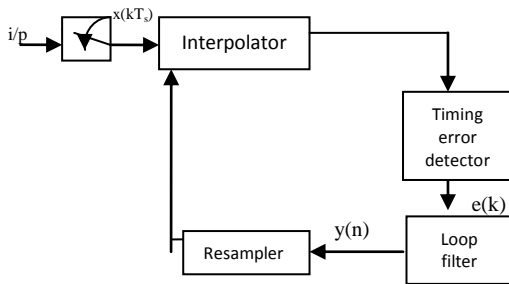 i/p
x(kTs)
Interpolator
Timing
error
detector
e(k)
y(n)
Resampler
Loop
filter